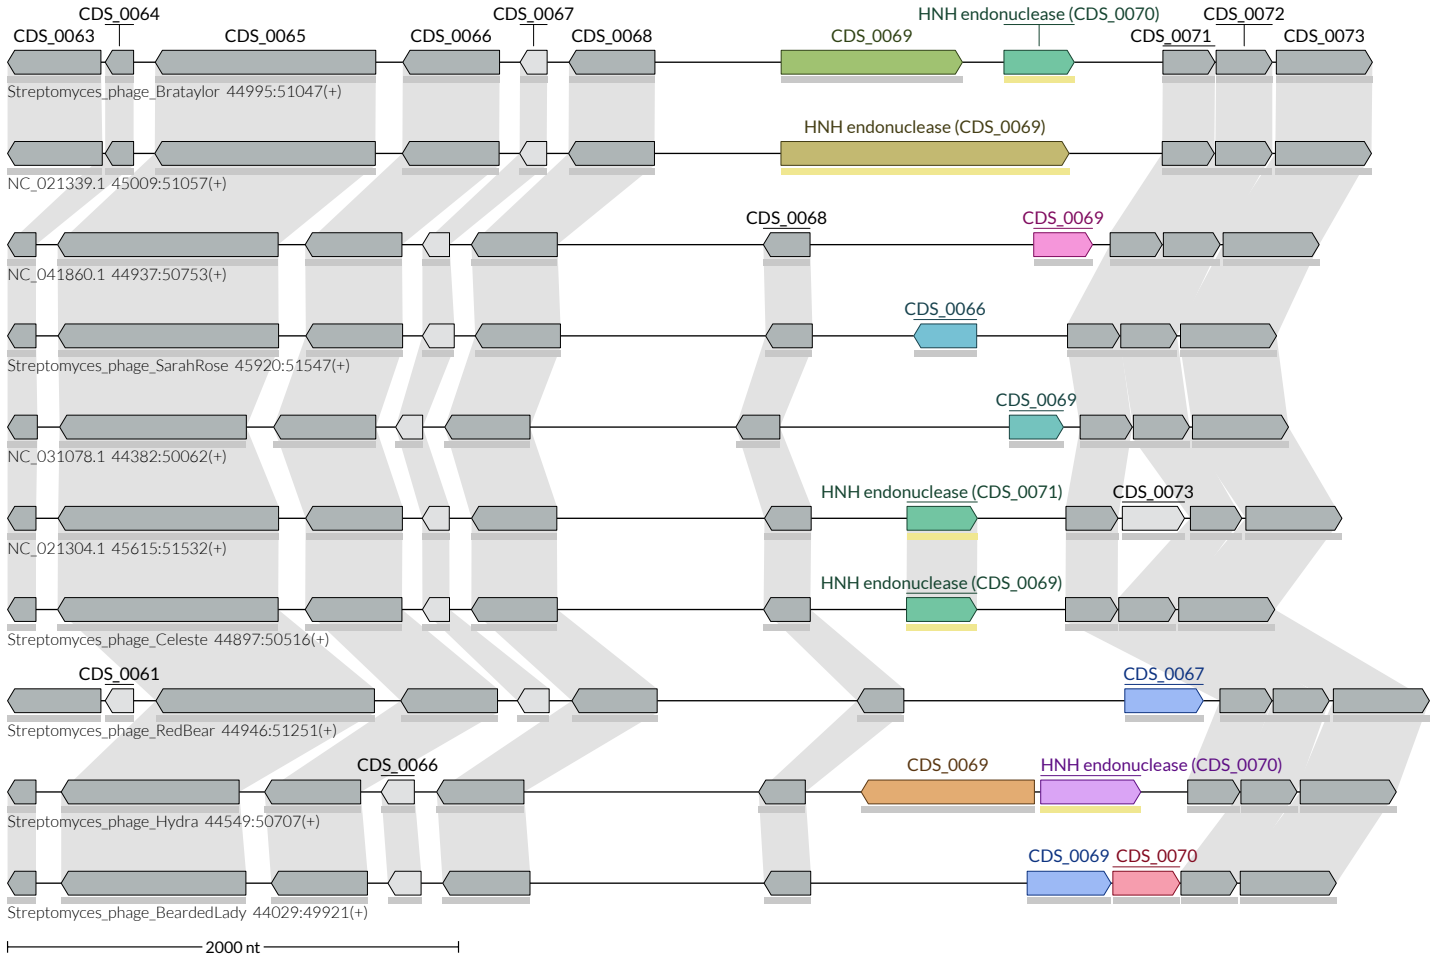 CDS_0064 CDS_0067 HNH endonuclease (CDS_0070) CDS_0072
CDS_0063 CDS_0065 CDS_0066 CDS_0068 CDS_0069 CDS_0071 CDS_0073
Streptomyces_phage_Brataylor 44995:51047(+)
HNH endonuclease (CDS_0069)
NC_021339.1 45009:51057(+)
CDS_0068 CDS_0069
NC_041860.1 44937:50753(+)
CDS_0066
Streptomyces_phage_SarahRose 45920:51547(+)
CDS_0069
NC_031078.1 44382:50062(+)
HNH endonuclease (CDS_0071) CDS_0073
NC_021304.1 45615:51532(+)
HNH endonuclease (CDS_0069)
Streptomyces_phage_Celeste 44897:50516(+)
CDS_0061 CDS_0067
Streptomyces_phage_RedBear 44946:51251(+)
CDS_0066 CDS_0069 HNH endonuclease (CDS_0070)
Streptomyces_phage_Hydra 44549:50707(+)
CDS_0069 CDS_0070
Streptomyces_phage_BeardedLady 44029:49921(+)
2000 nt